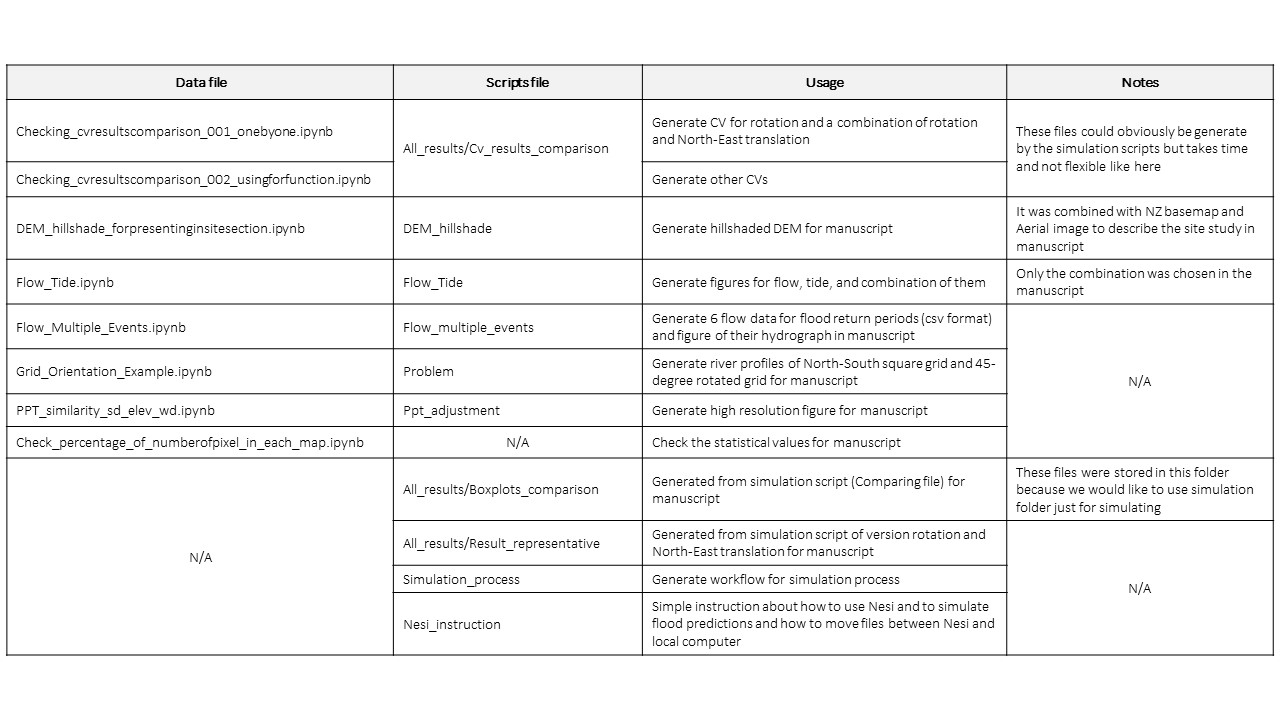 Data file
Scripts file
Usage
Notes
Checking_cvresultscomparison_001_onebyone.ipynb
All_results/Cv_results_comparison
Generate CV for rotation and a combination of rotation
and North-East translation
These files could obviously be generate
by the simulation scripts but takes time
and not flexible like here
Checking_cvresultscomparison_002_usingforfunction.ipynb
Generate other CVs
DEM_hillshade_forpresentinginsitesection.ipynb
DEM_hillshade
Generate hillshaded DEM for manuscript
It was combined with NZ basemap and
Aerial image to describe the site study in
manuscript
Flow_Tide.ipynb
Flow_Tide
Generate figures for flow, tide, and combination of them
Only the combination was chosen in the
manuscript
Flow_Multiple_Events.ipynb
Flow_multiple_events
Generate 6 flow data for flood return periods (csv format)
and figure of their hydrograph in manuscript
N/A
Grid_Orientation_Example.ipynb
Problem
Generate river profiles of North-South square grid and 45-
degree rotated grid for manuscript
PPT_similarity_sd_elev_wd.ipynb
Ppt_adjustment
Generate high resolution figure for manuscript
Check_percentage_of_numberofpixel_in_each_map.ipynb
N/A
Check the statistical values for manuscript
N/A
All_results/Boxplots_comparison
Generated from simulation script (Comparing file) for
manuscript
These files were stored in this folder
because we would like to use simulation
folder just for simulating
All_results/Result_representative
Generated from simulation script of version rotation and
North-East translation for manuscript
N/A
Simulation_process
Generate workflow for simulation process
Nesi_instruction
Simple instruction about how to use Nesi and to simulate
flood predictions and how to move files between Nesi and
local computer